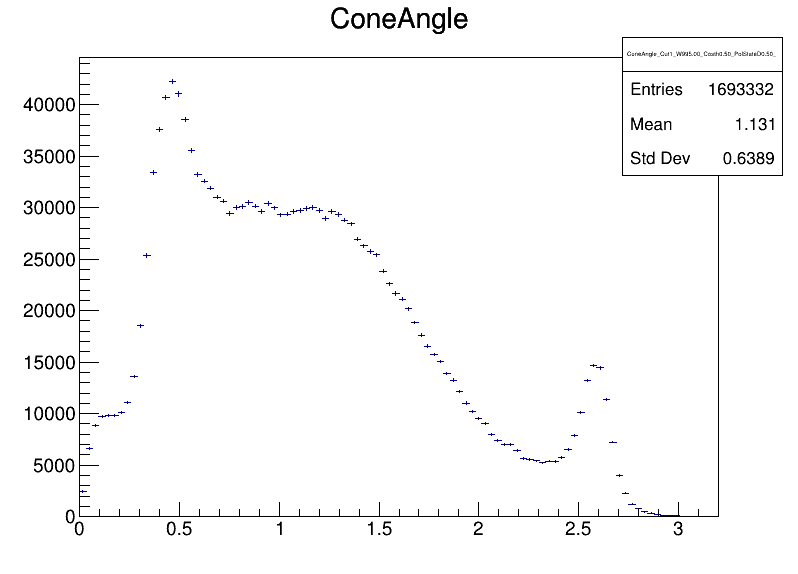 ConeAngle
ConeAngle_Cut1_W995.00_Costh0.50_PolStateD0.50_
Entries 1693332
Mean 1.131
Std Dev 0.6389
40000
35000
30000
25000
20000
15000
10000
5000
0
0 0.5 1 1.5 2 2.5 3